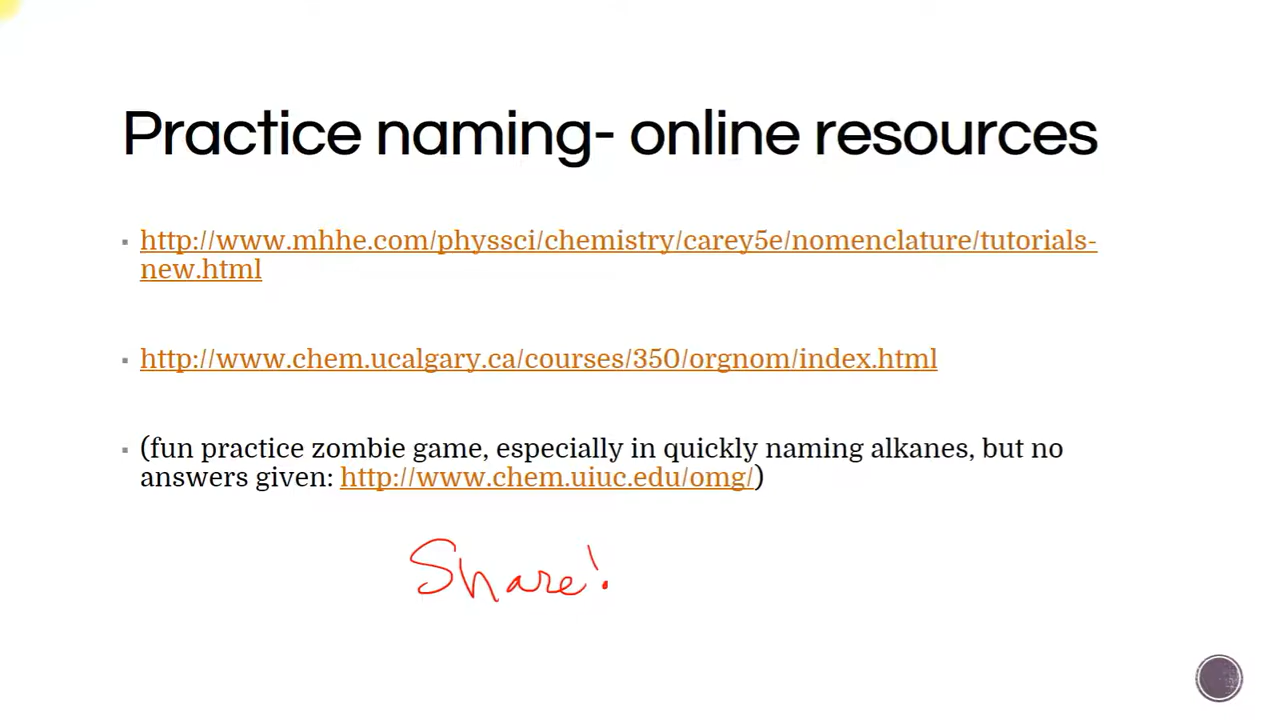 Practice naming- online resources
▪ http://www.mhhe.com/physsci/chemistry/carey5e/nomenclature/tutorials-
new.html
▪ http://www.chem.ucalgary.ca/courses/350/orgnom/index.html
▪ (fun practice zombie game, especially in quickly naming alkanes, but no
answers given: http://www.chem.uiuc.edu/omg/)
Share!